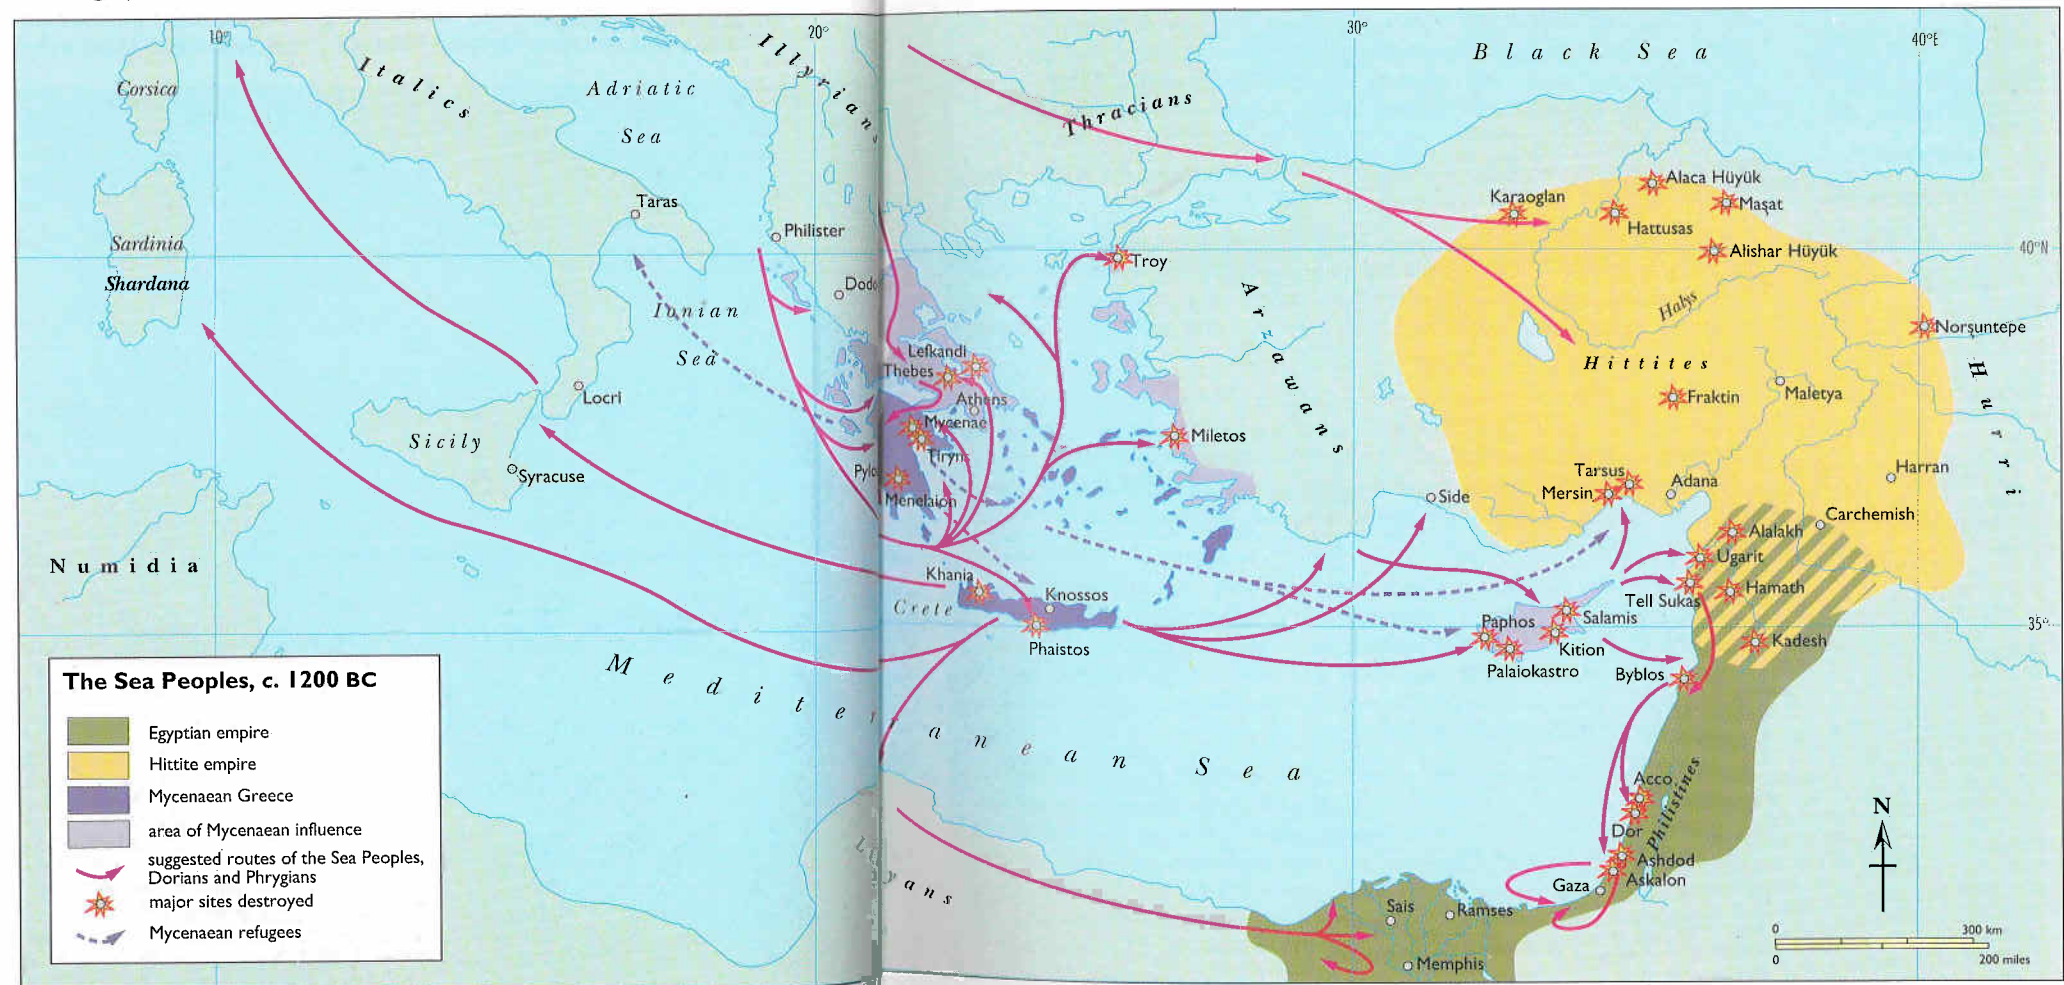 10°
20°
30°
40°E
Black Sea
Illyrians
Italics
Corsica
Adriatic
Sea
Thracians
Taras
Philister
Sardinia
Shardana
Ionian
Sea
Troy
Karaoglan
Alaca Hüyük
Maşat
Hattusas
Alishar Hüyük
40°N
Arzawans
Halys
Norşuntepe
Hittites
Hurri
Lefkandi
Thebes
Athens
Mycenae
Tiryns
Menelaion
Fraktin
Maletya
Locri
Sicily
Syracuse
Miletos
Tarsus
Mersin
Adana
Harran
Side
Carchemish
Alalakh
Ugarit
Numidia
Khania
Crete
Knossos
Phaistos
Tell Sukas
Hamath
Paphos
Salamis
Kition
Palaiokastro
Kadesh
35°
Byblos
Mediterranean Sea
Acco
Dor
Philistines
Ashdod
Askalon
Gaza
Sais
Ramses
Memphis
N
0 300 km
0 200 miles
The Sea Peoples, c. 1200 BC
Egyptian empire
Hittite empire
Mycenaean Greece
area of Mycenaean influence
suggested routes of the Sea Peoples,
Dorians and Phrygians
major sites destroyed
Mycenaean refugees